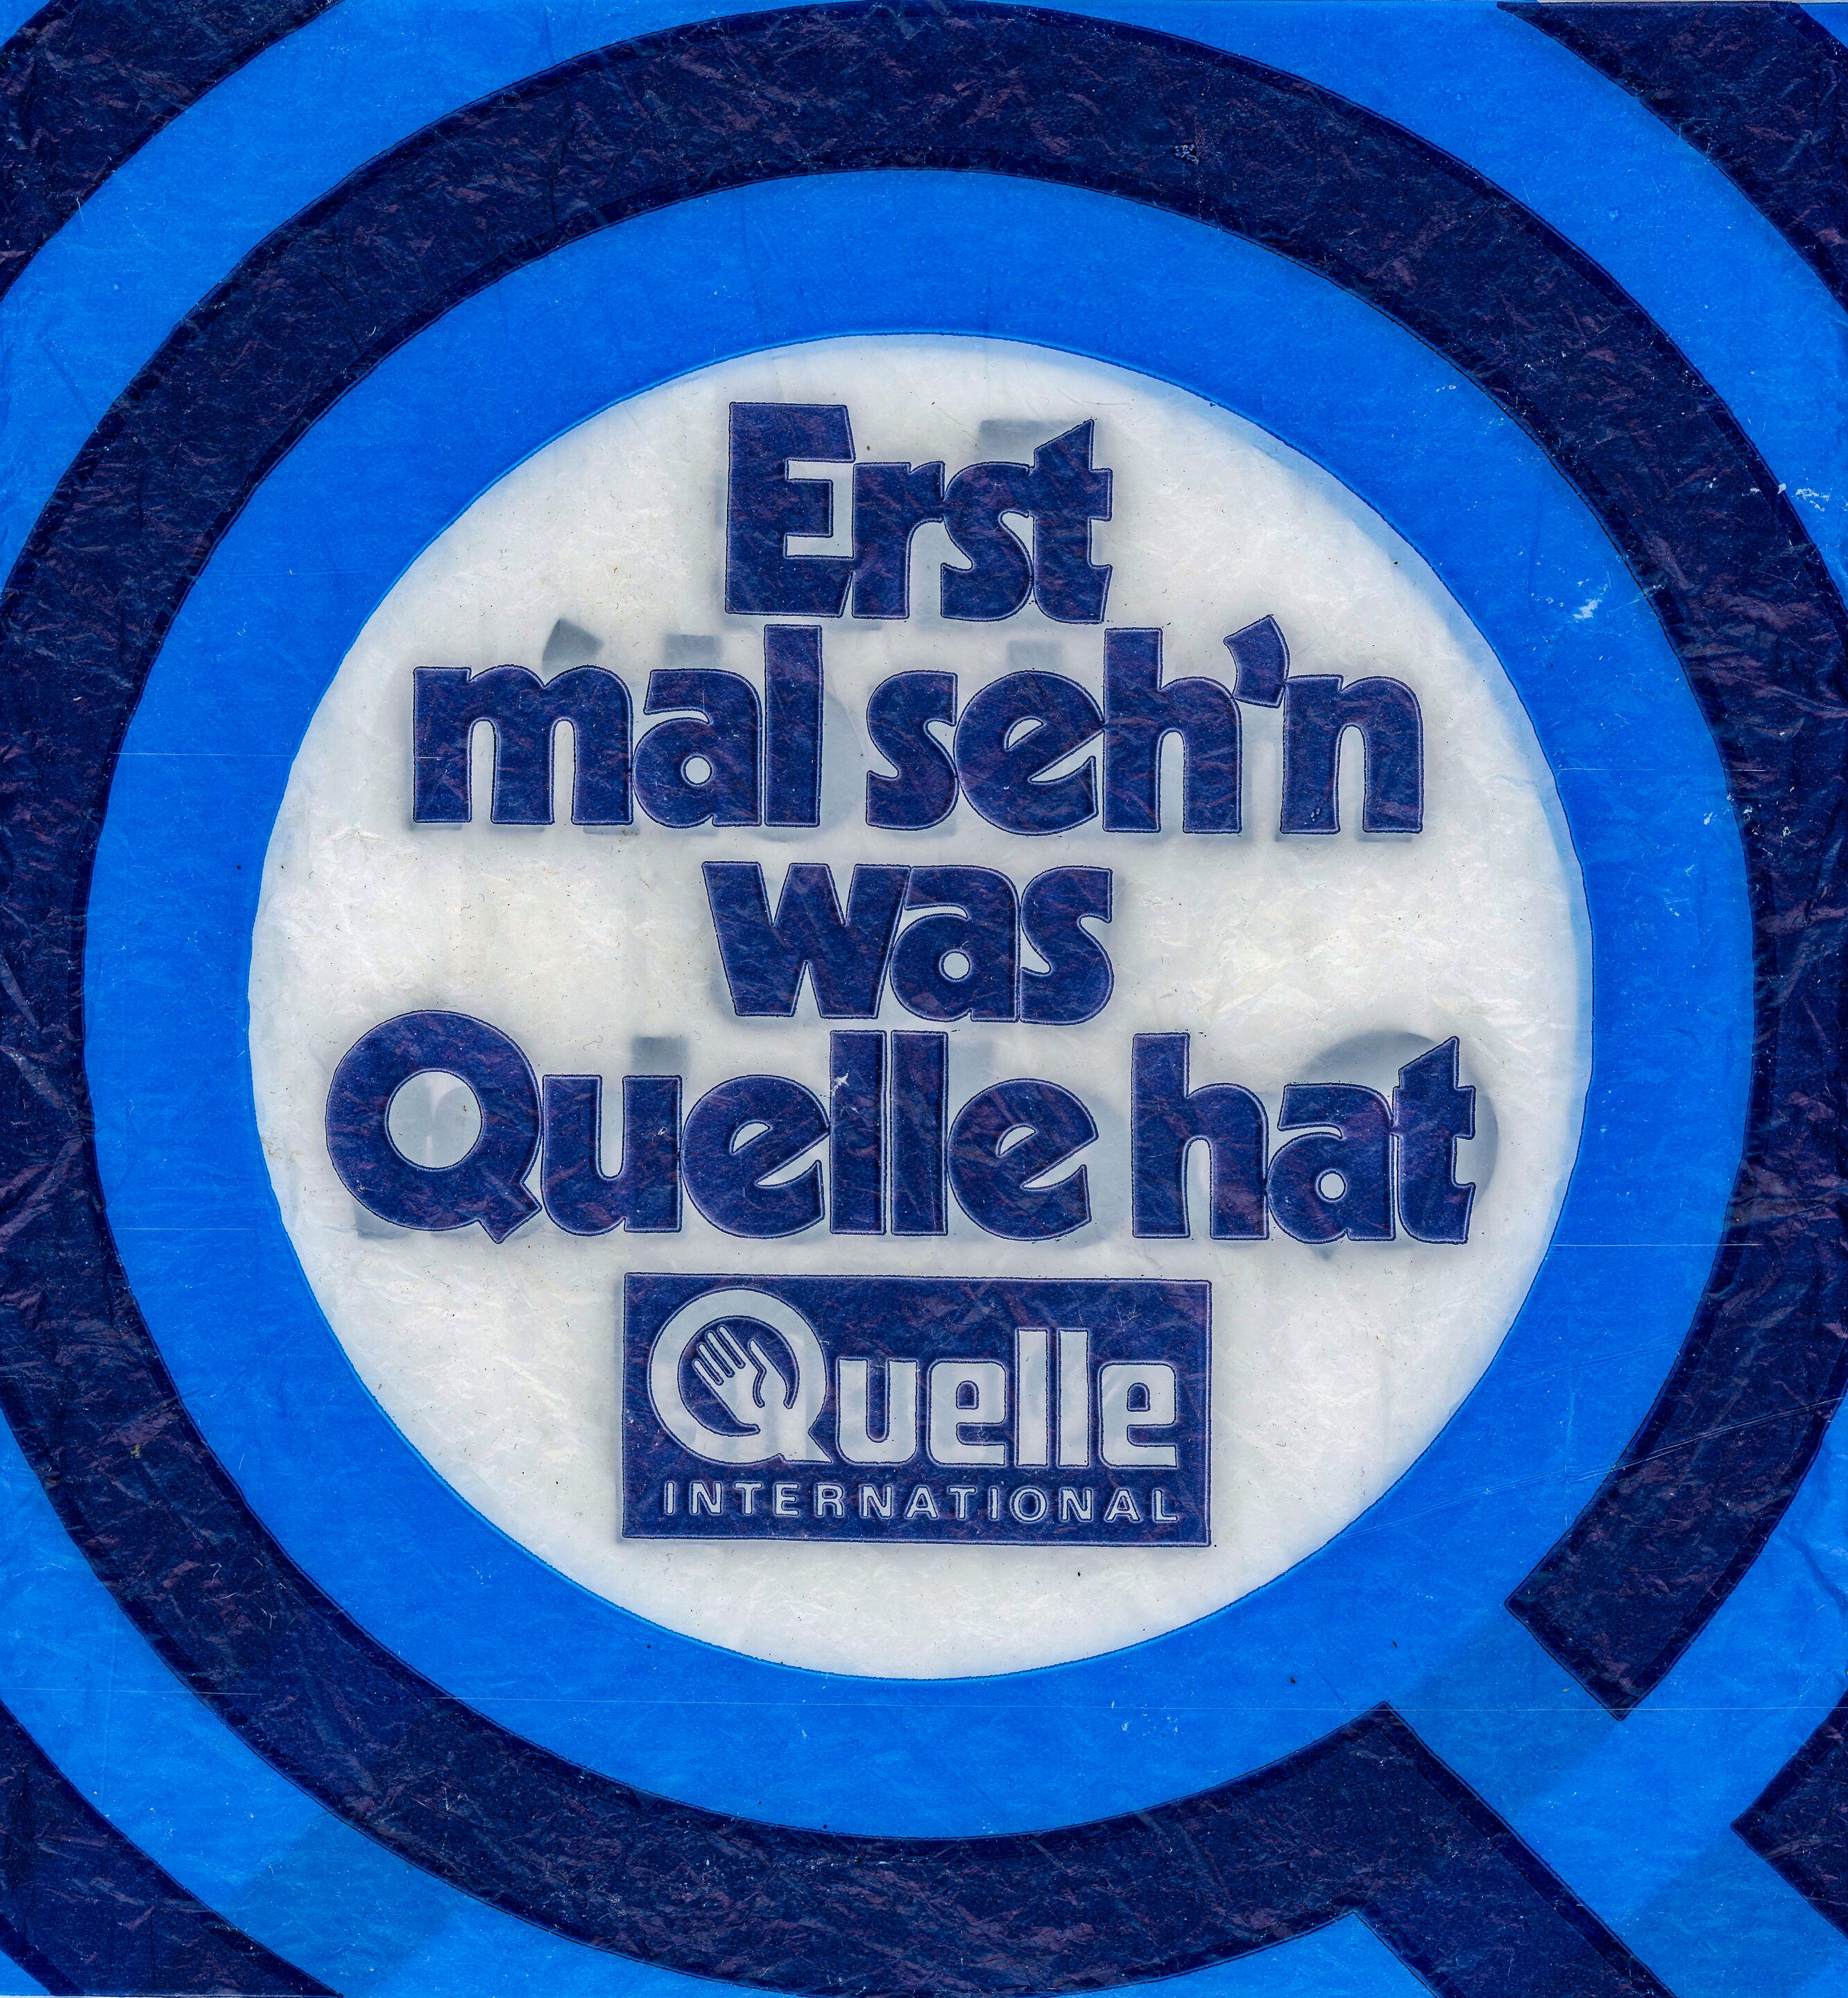 Erst
mal seh'n
was
Quelle hat
Quelle
INTERNATIONAL